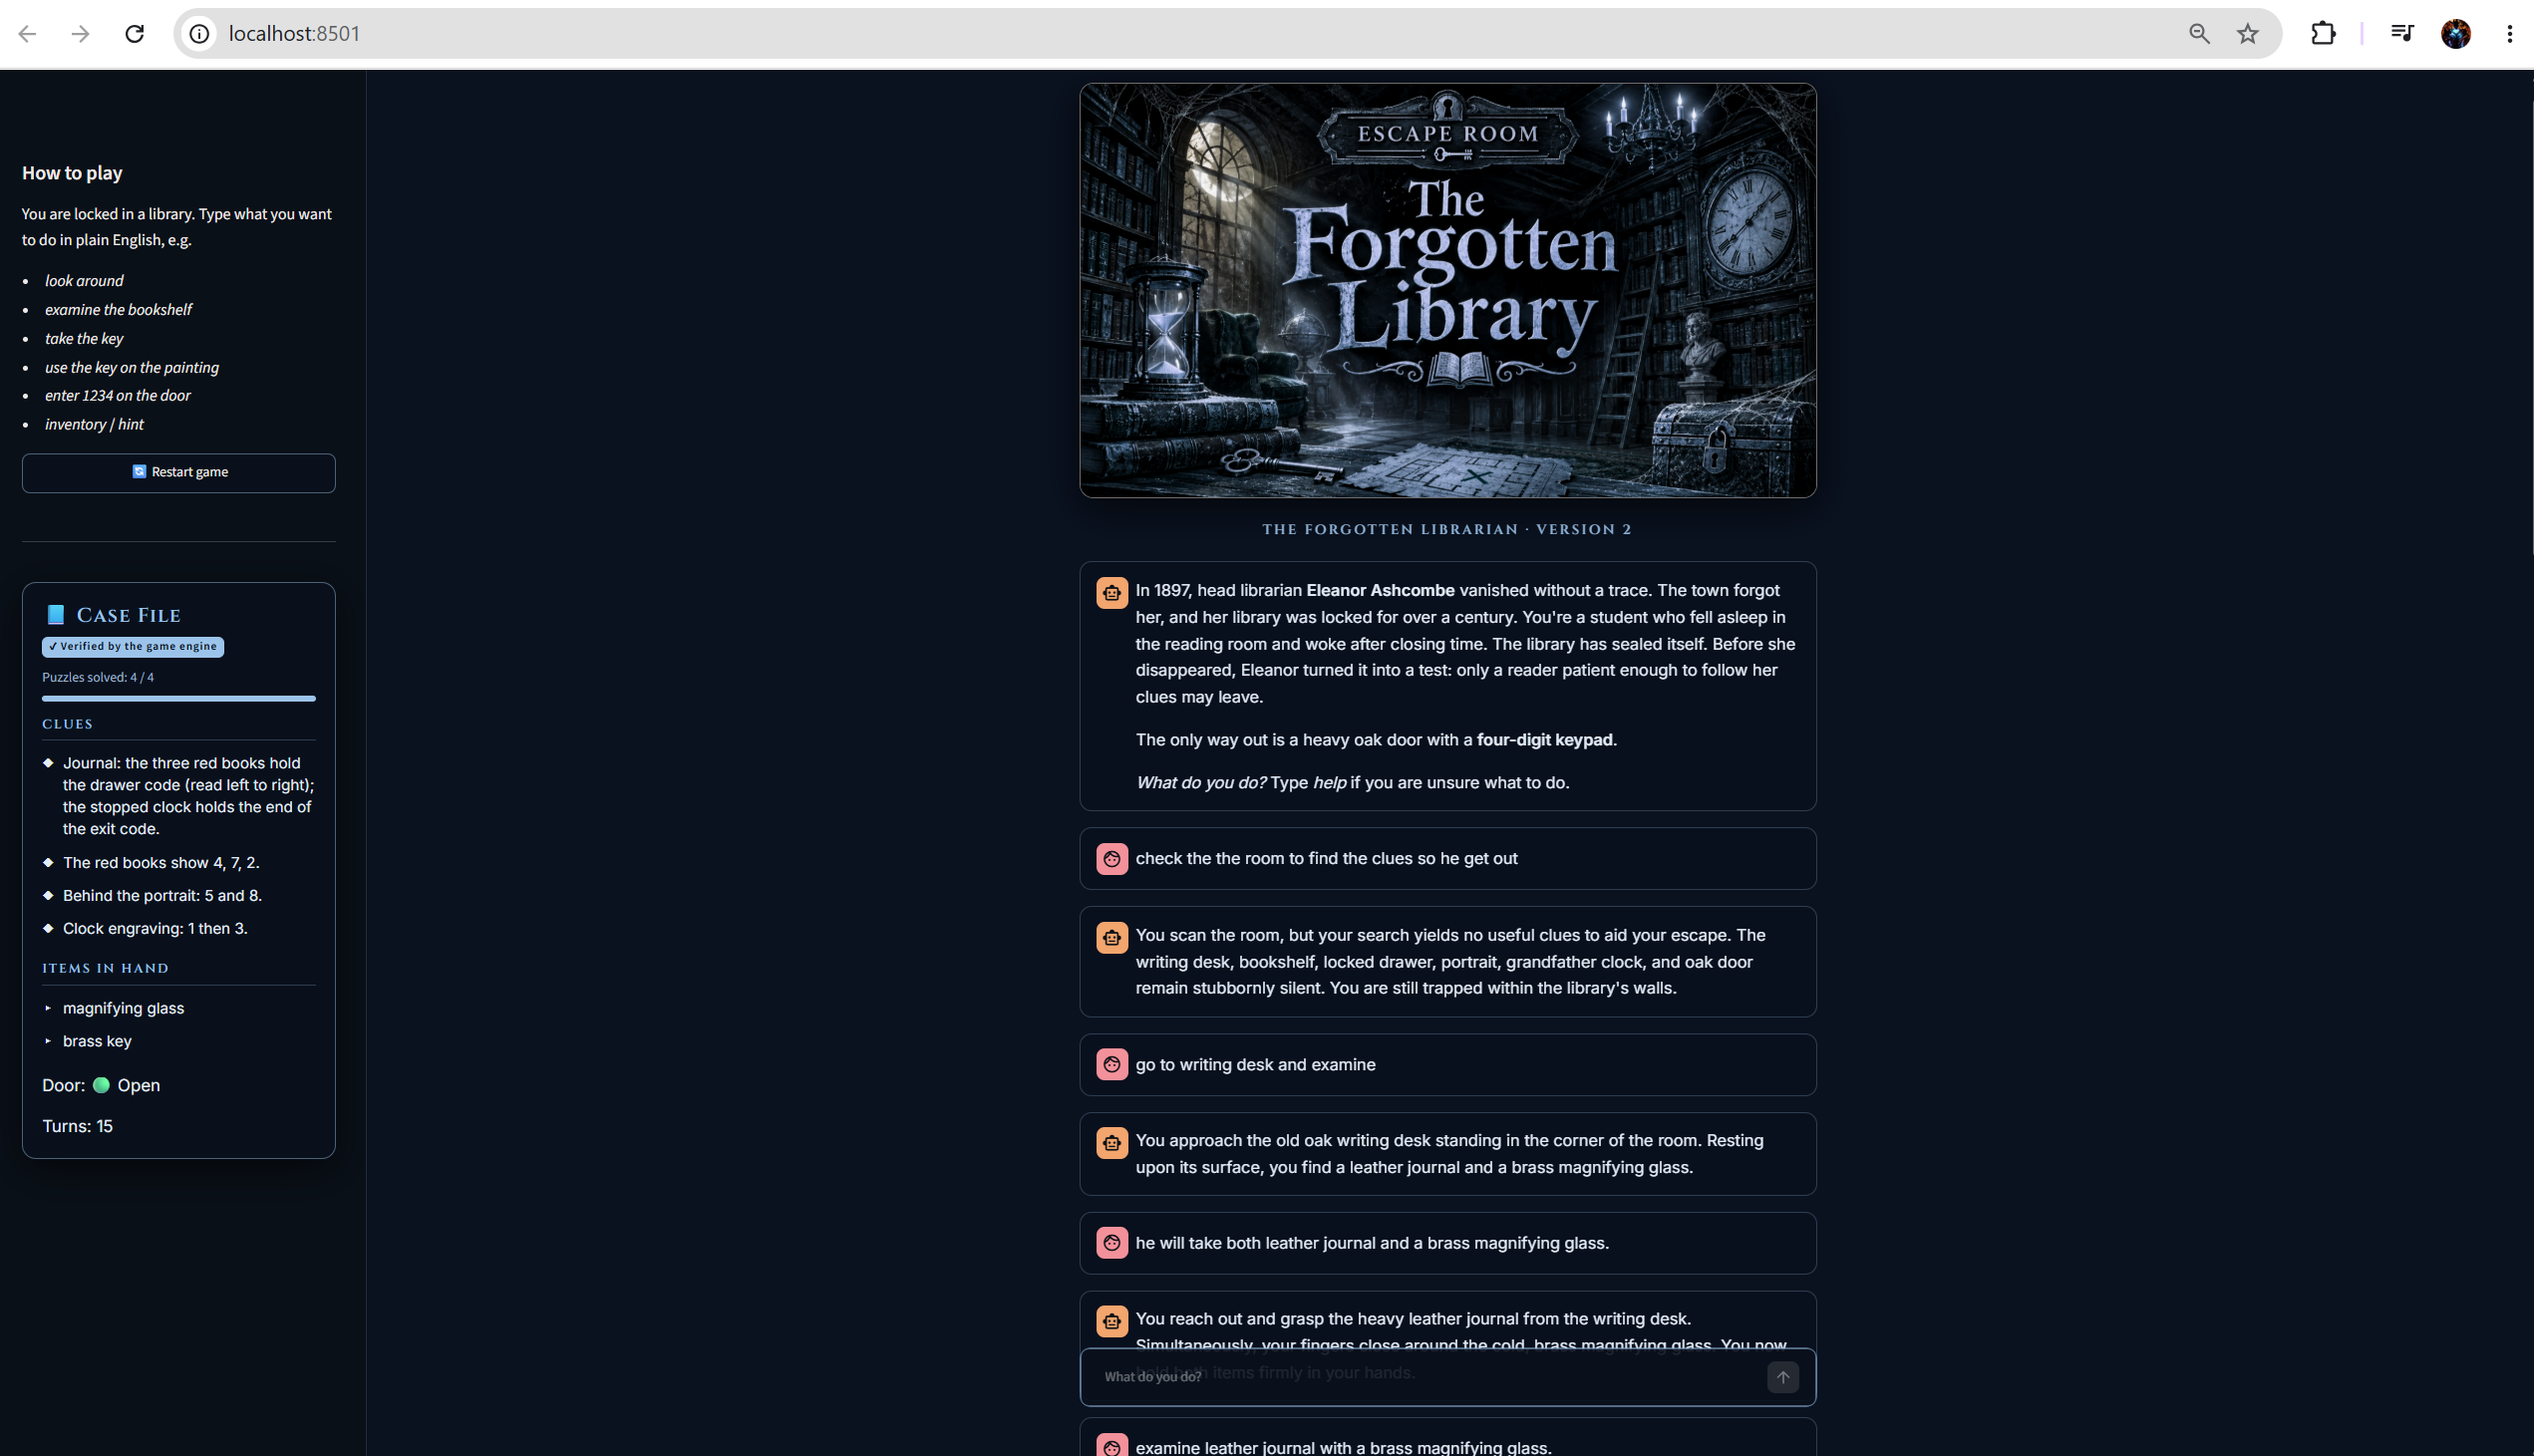 localhost:8501
How to play
You are locked in a library. Type what you want
to do in plain English, e.g.
look around
examine the bookshelf
take the key
use the key on the painting
enter 1234 on the door
inventory / hint
Restart game
Case File
✓ Verified by the game engine
Puzzles solved: 4 / 4
CLUES
Journal: the three red books hold
the drawer code (read left to right);
the stopped clock holds the end of
the exit code.
The red books show 4, 7, 2.
Behind the portrait: 5 and 8.
Clock engraving: 1 then 3.
ITEMS IN HAND
magnifying glass
brass key
Door: Open
Turns: 15
ESCAPE ROOM
The
Forgotten
Library
THE FORGOTTEN LIBRARIAN · VERSION 2
In 1897, head librarian Eleanor Ashcombe vanished without a trace. The town forgot
her, and her library was locked for over a century. You're a student who fell asleep in
the reading room and woke after closing time. The library has sealed itself. Before she
disappeared, Eleanor turned it into a test: only a reader patient enough to follow her
clues may leave.
The only way out is a heavy oak door with a four-digit keypad.
What do you do? Type help if you are unsure what to do.
check the the room to find the clues so he get out
You scan the room, but your search yields no useful clues to aid your escape. The
writing desk, bookshelf, locked drawer, portrait, grandfather clock, and oak door
remain stubbornly silent. You are still trapped within the library's walls.
go to writing desk and examine
You approach the old oak writing desk standing in the corner of the room. Resting
upon its surface, you find a leather journal and a brass magnifying glass.
he will take both leather journal and a brass magnifying glass.
You reach out and grasp the heavy leather journal from the writing desk.
Simultaneously, your fingers close around the cold, brass magnifying glass. You now
hold both items firmly in your hands.
What do you do?
examine leather journal with a brass magnifying glass.